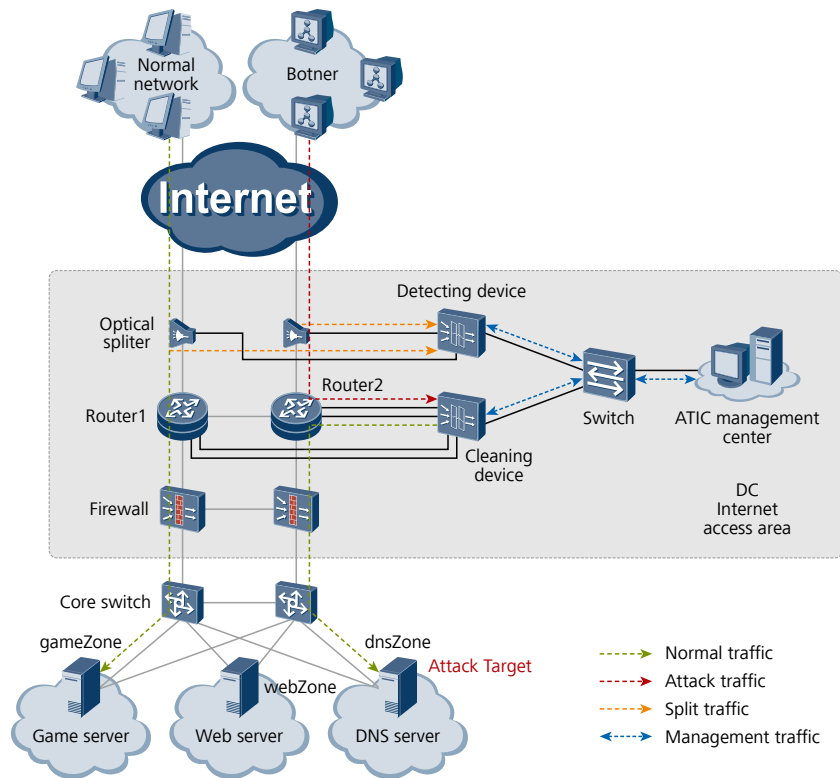 Normal
network
Botner
Internet
Detecting device
Optical
spliter
Router2
Router1
Switch
ATIC management
center
Cleaning
device
Firewall
DC
Internet
access area
Core switch
gameZone
dnsZone
Attack Target
webZone
Game server
Web server
DNS server
Normal traffic
Attack traffic
Split traffic
Management traffic